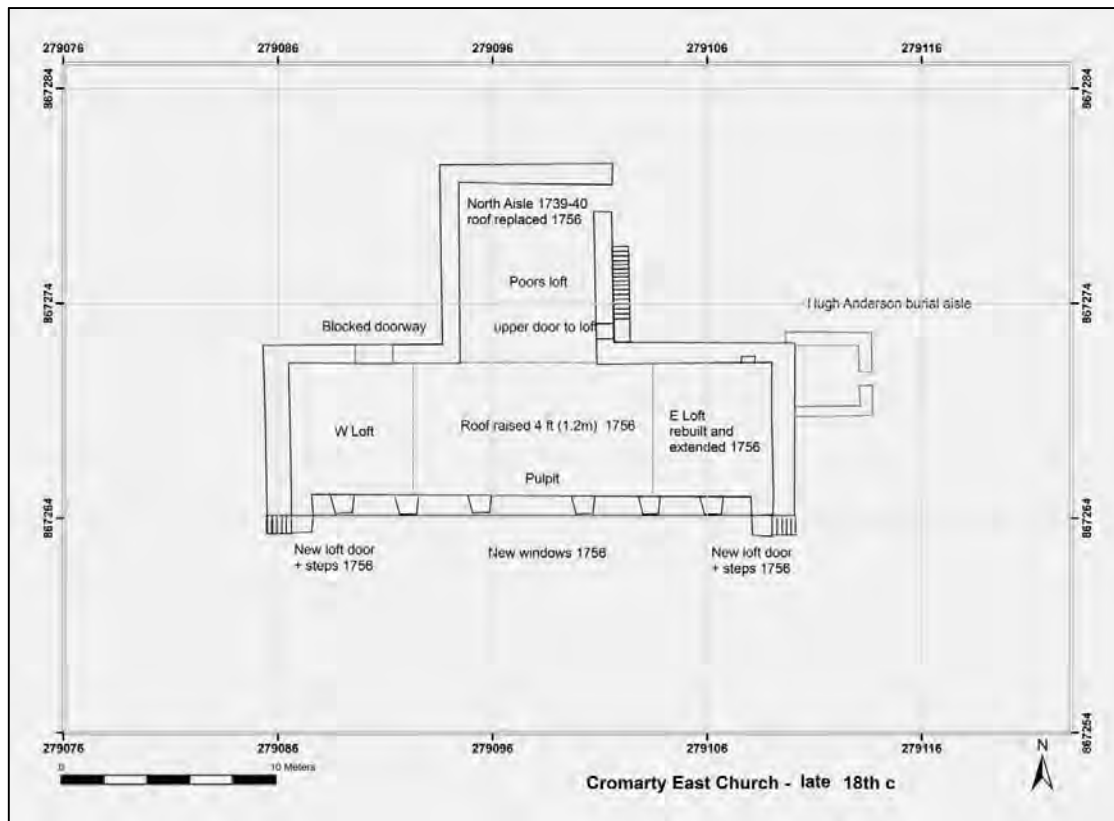 279076 279086 279096 279106 279116
867284 867284
North Aisle 1739-40
roof replaced 1756
Poors loft
867274 867274
Hugh Anderson burial aisle
Blocked doorway
upper door to loft
W Loft
Roof raised 4 ft (1.2m) 1756
E Loft
rebuilt and
extended 1756
Pulpit
867264 867264
New loft door
+ steps 1756
New windows 1756
New loft door
+ steps 1756
867254
279076 279086 279096 279106 279116
0 10 Meters
N
Cromarty East Church - late 18th c